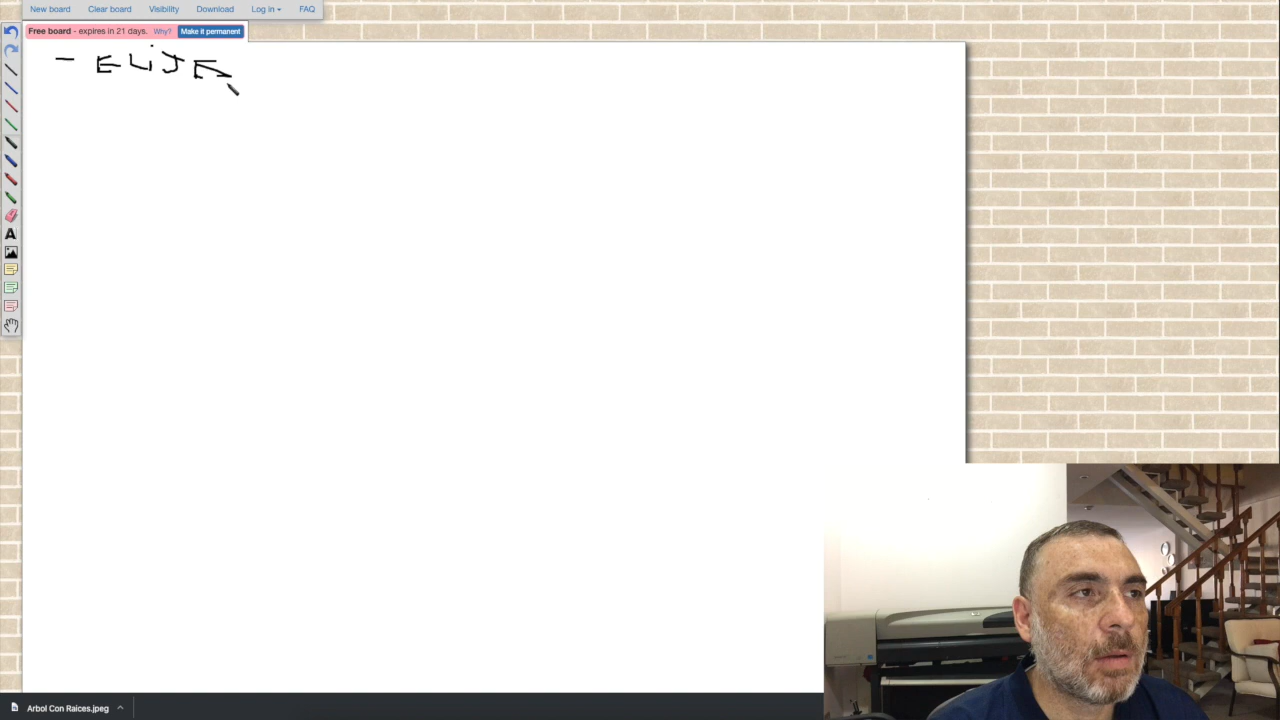 New board Clear board Visibility Download Log in FAQ
Free board - expires in 21 days. Why? Make it permanent
- ELiJE
A
Arbol Con Raices.jpeg